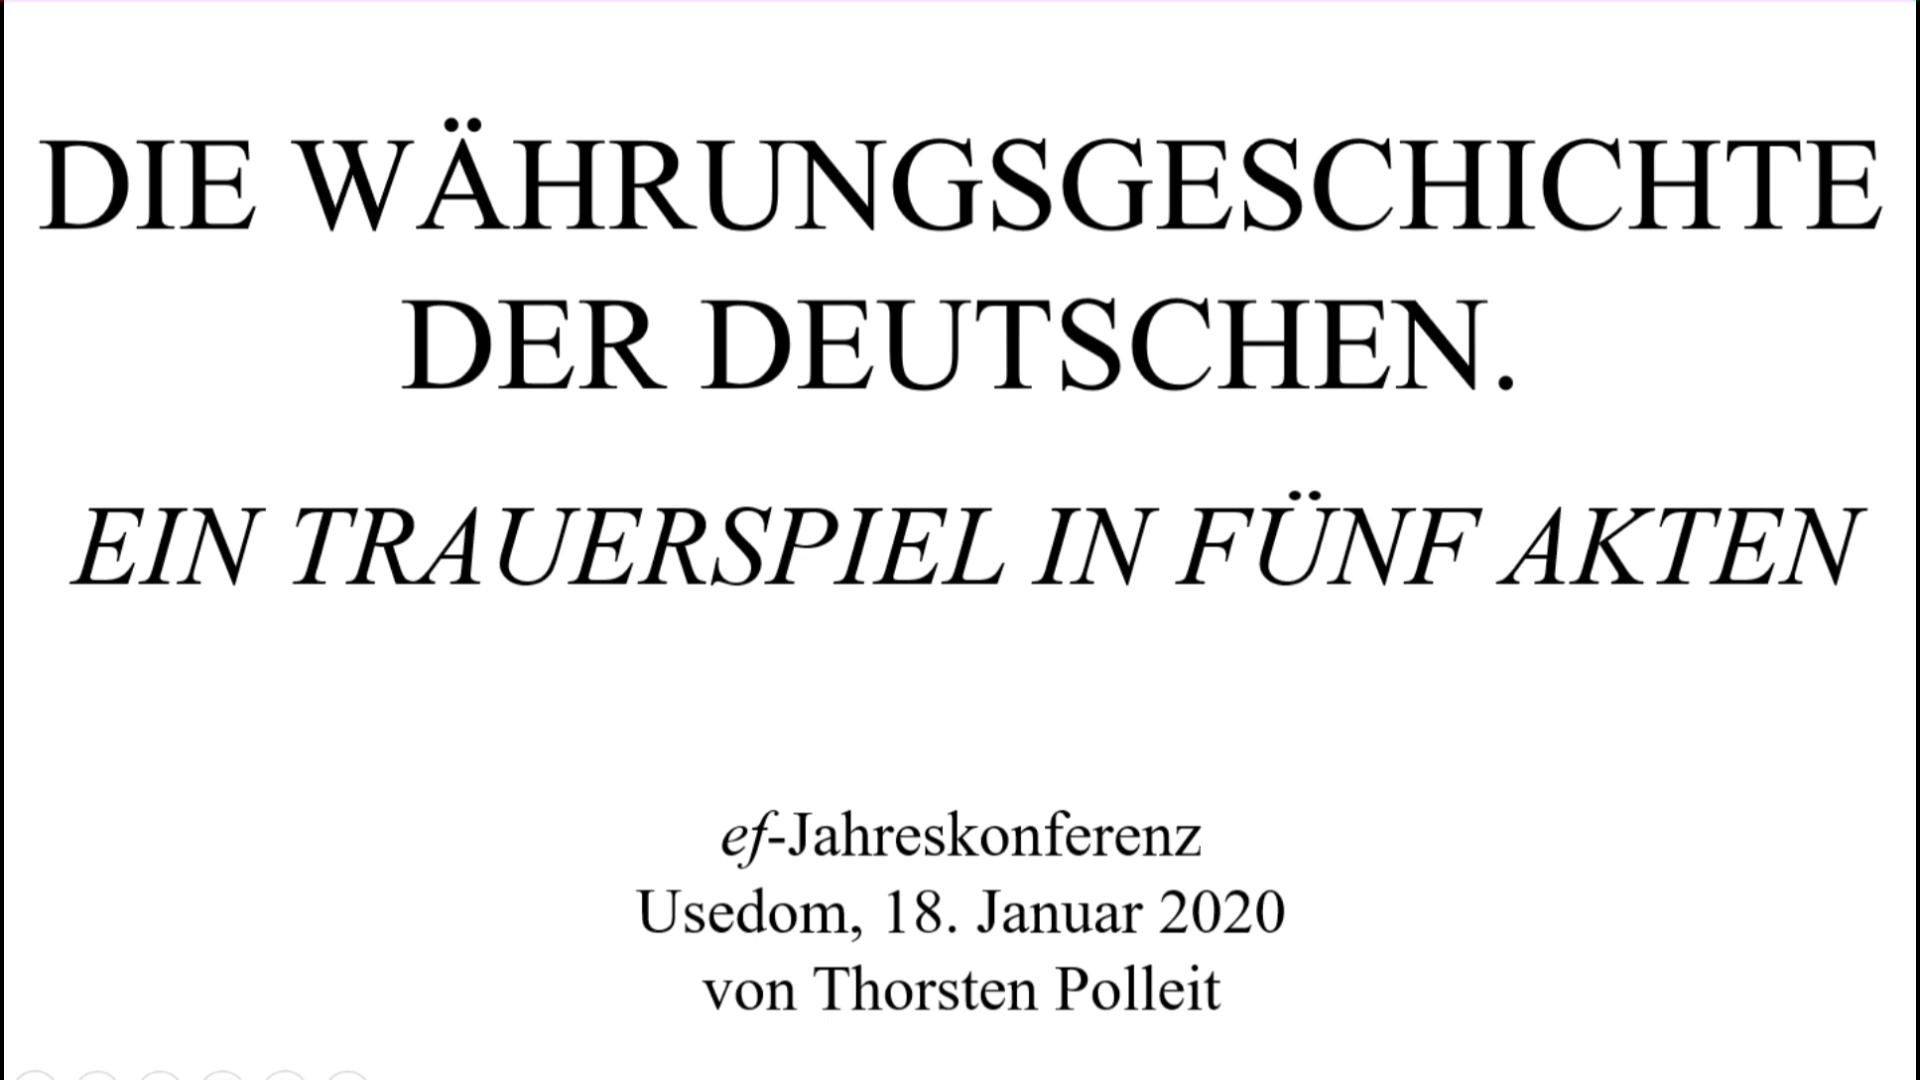 DIE WÄHRUNGSGESCHICHTE
DER DEUTSCHEN.
EIN TRAUERSPIEL IN FÜNF AKTEN
ef-Jahreskonferenz
Usedom, 18. Januar 2020
von Thorsten Polleit